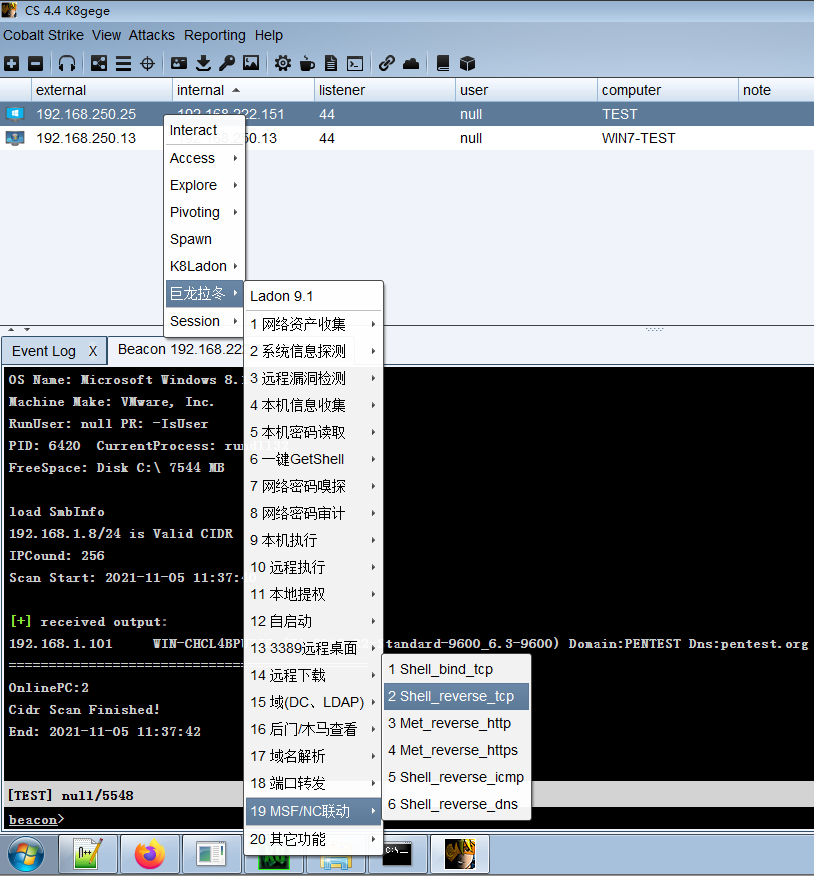 CS 4.4 K8gege
Cobalt Strike View Attacks Reporting Help
external internal listener user computer note
192.168.250.25 192.168.222.151 44 null TEST
192.168.250.13 50.13 44 null WIN7-TEST
Interact
Access
Explore
Pivoting
Spawn
K8Ladon
巨龙拉冬
Session
Ladon 9.1
1 网络资产收集
2 系统信息探测
3 远程漏洞检测
4 本机信息收集
5 本机密码读取
6 一键GetShell
7 网络密码嗅探
8 网络密码审计
9 本机执行
10 远程执行
11 本地提权
12 自启动
13 3389远程桌面
14 远程下载
15 域(DC、LDAP)
16 后门/木马查看
17 域名解析
18 端口转发
19 MSF/NC联动
20 其它功能
1 Shell_bind_tcp
2 Shell_reverse_tcp
3 Met_reverse_http
4 Met_reverse_https
5 Shell_reverse_icmp
6 Shell_reverse_dns
Event Log X Beacon 192.168.22
OS Name: Microsoft Windows 8.
Machine Make: VMware, Inc.
RunUser: null PR: -IsUser
PID: 6420 CurrentProcess: run
FreeSpace: Disk C:\ 7544 MB
load SmbInfo
192.168.1.8/24 is Valid CIDR
IPCound: 256
Scan Start: 2021-11-05 11:37:4
[+] received output:
192.168.1.101 WIN-CHCL4BP tandard-9600_6.3-9600) Domain:PENTEST Dns:pentest.org
=============================================
OnlinePC:2
Cidr Scan Finished!
End: 2021-11-05 11:37:42
[TEST] null/5548
beacon>